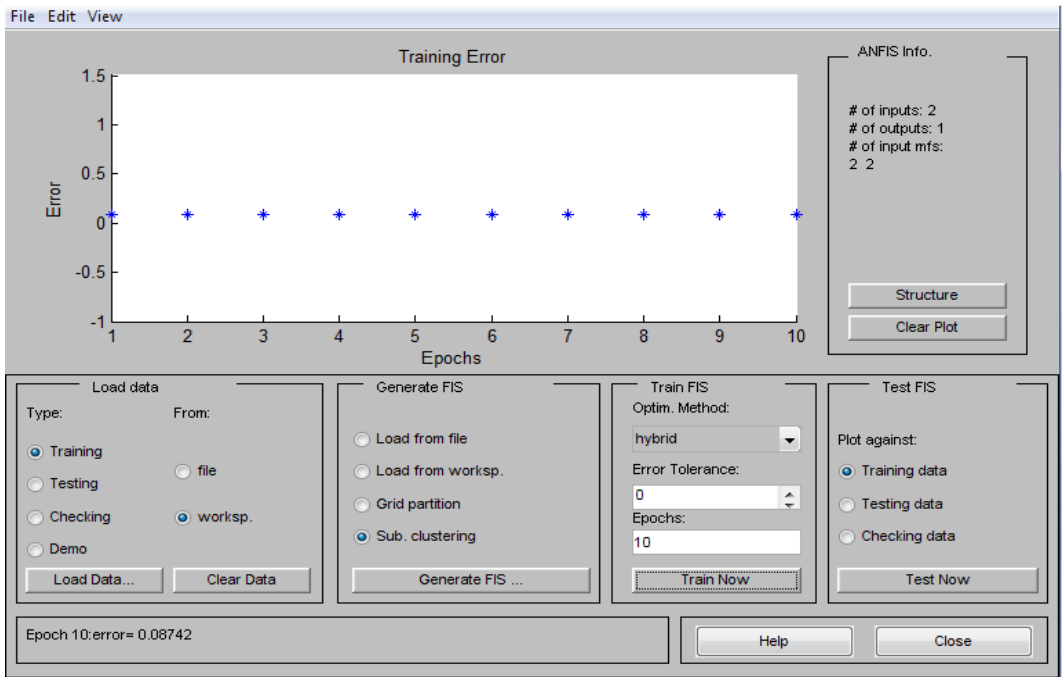 File Edit View
Training Error
1.5
1
0.5
0
-0.5
-1
Error
1 2 3 4 5 6 7 8 9 10
Epochs
ANFIS Info.
# of inputs: 2
# of outputs: 1
# of input mfs:
2 2
Structure
Clear Plot
Load data
Type:
From:
Training
Testing
Checking
Demo
file
worksp.
Load Data...
Clear Data
Generate FIS
Load from file
Load from worksp.
Grid partition
Sub. clustering
Generate FIS ...
Train FIS
Optim. Method:
hybrid
Error Tolerance:
0
Epochs:
10
Train Now
Test FIS
Plot against:
Training data
Testing data
Checking data
Test Now
Epoch 10:error= 0.08742
Help
Close